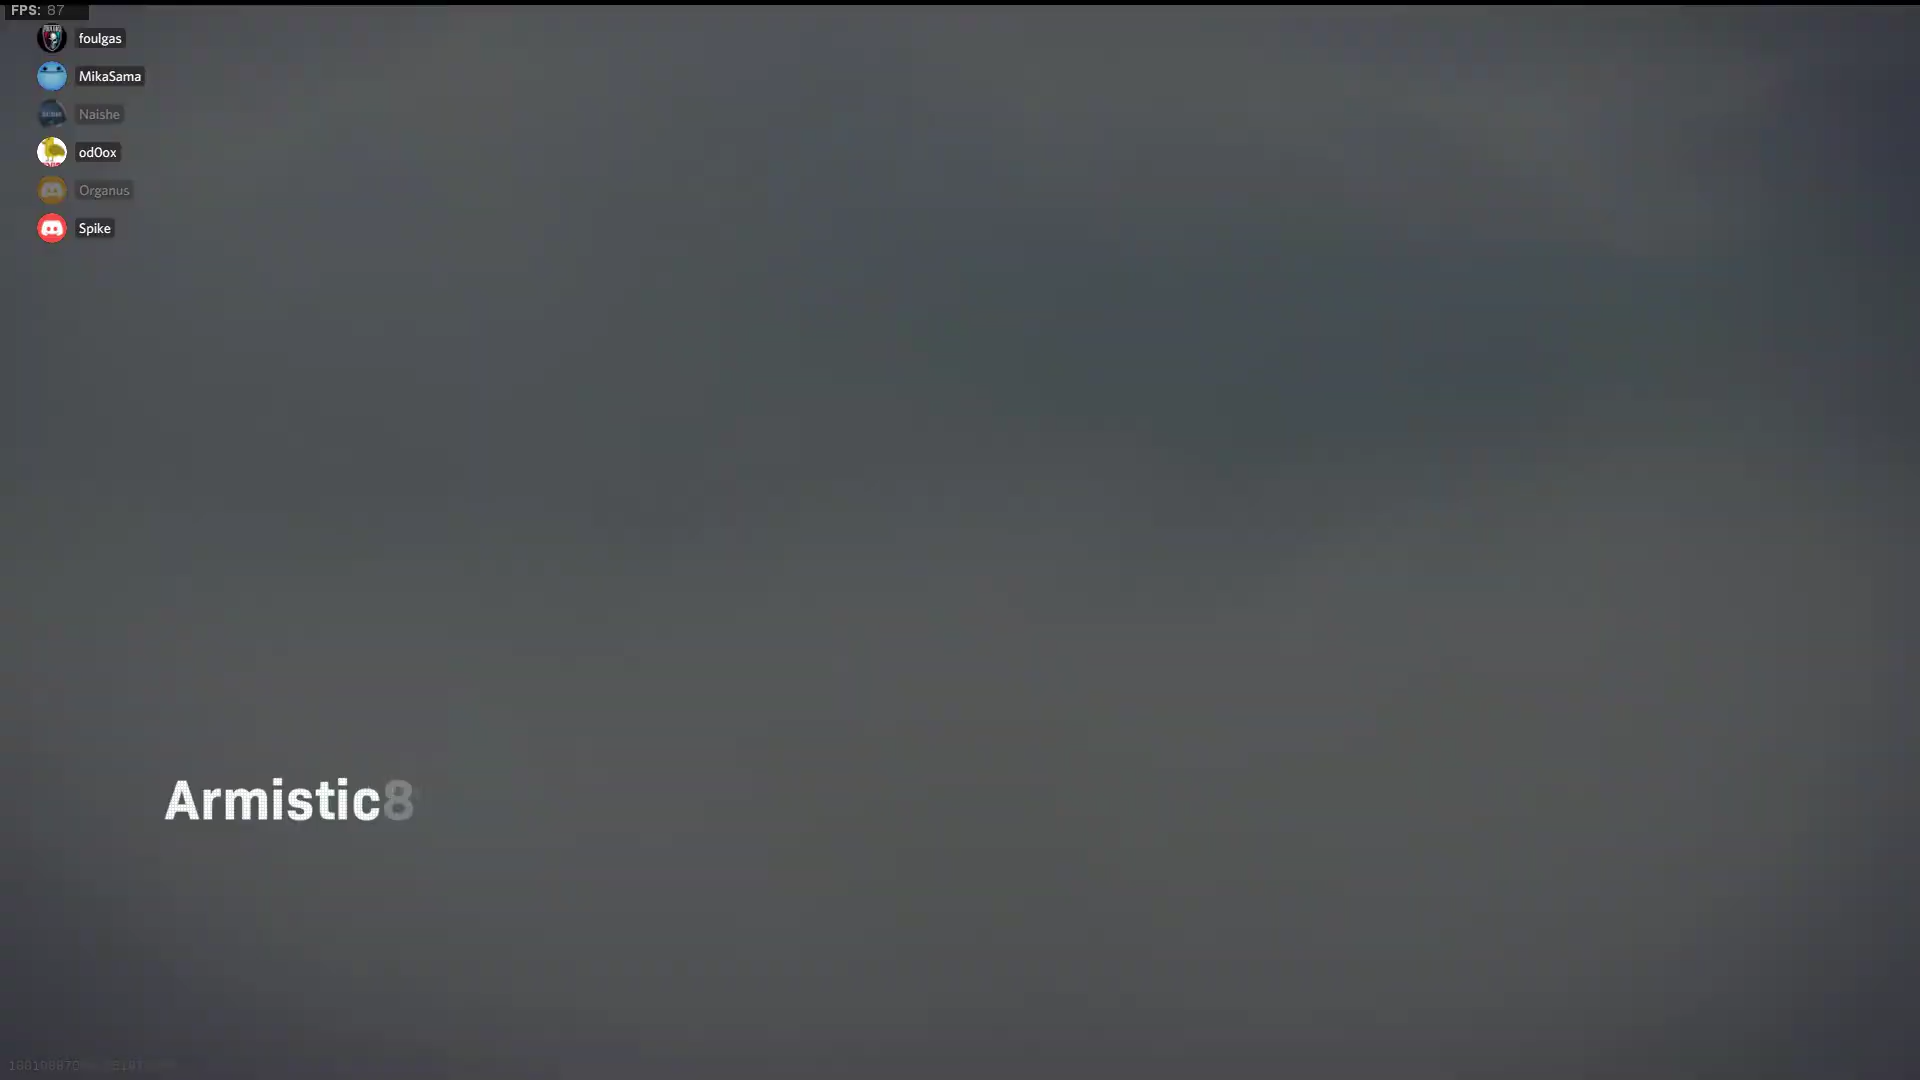 FPS: 87
foulgas
MikaSama
Naishe
od0ox
Organus
Spike
Armistic8